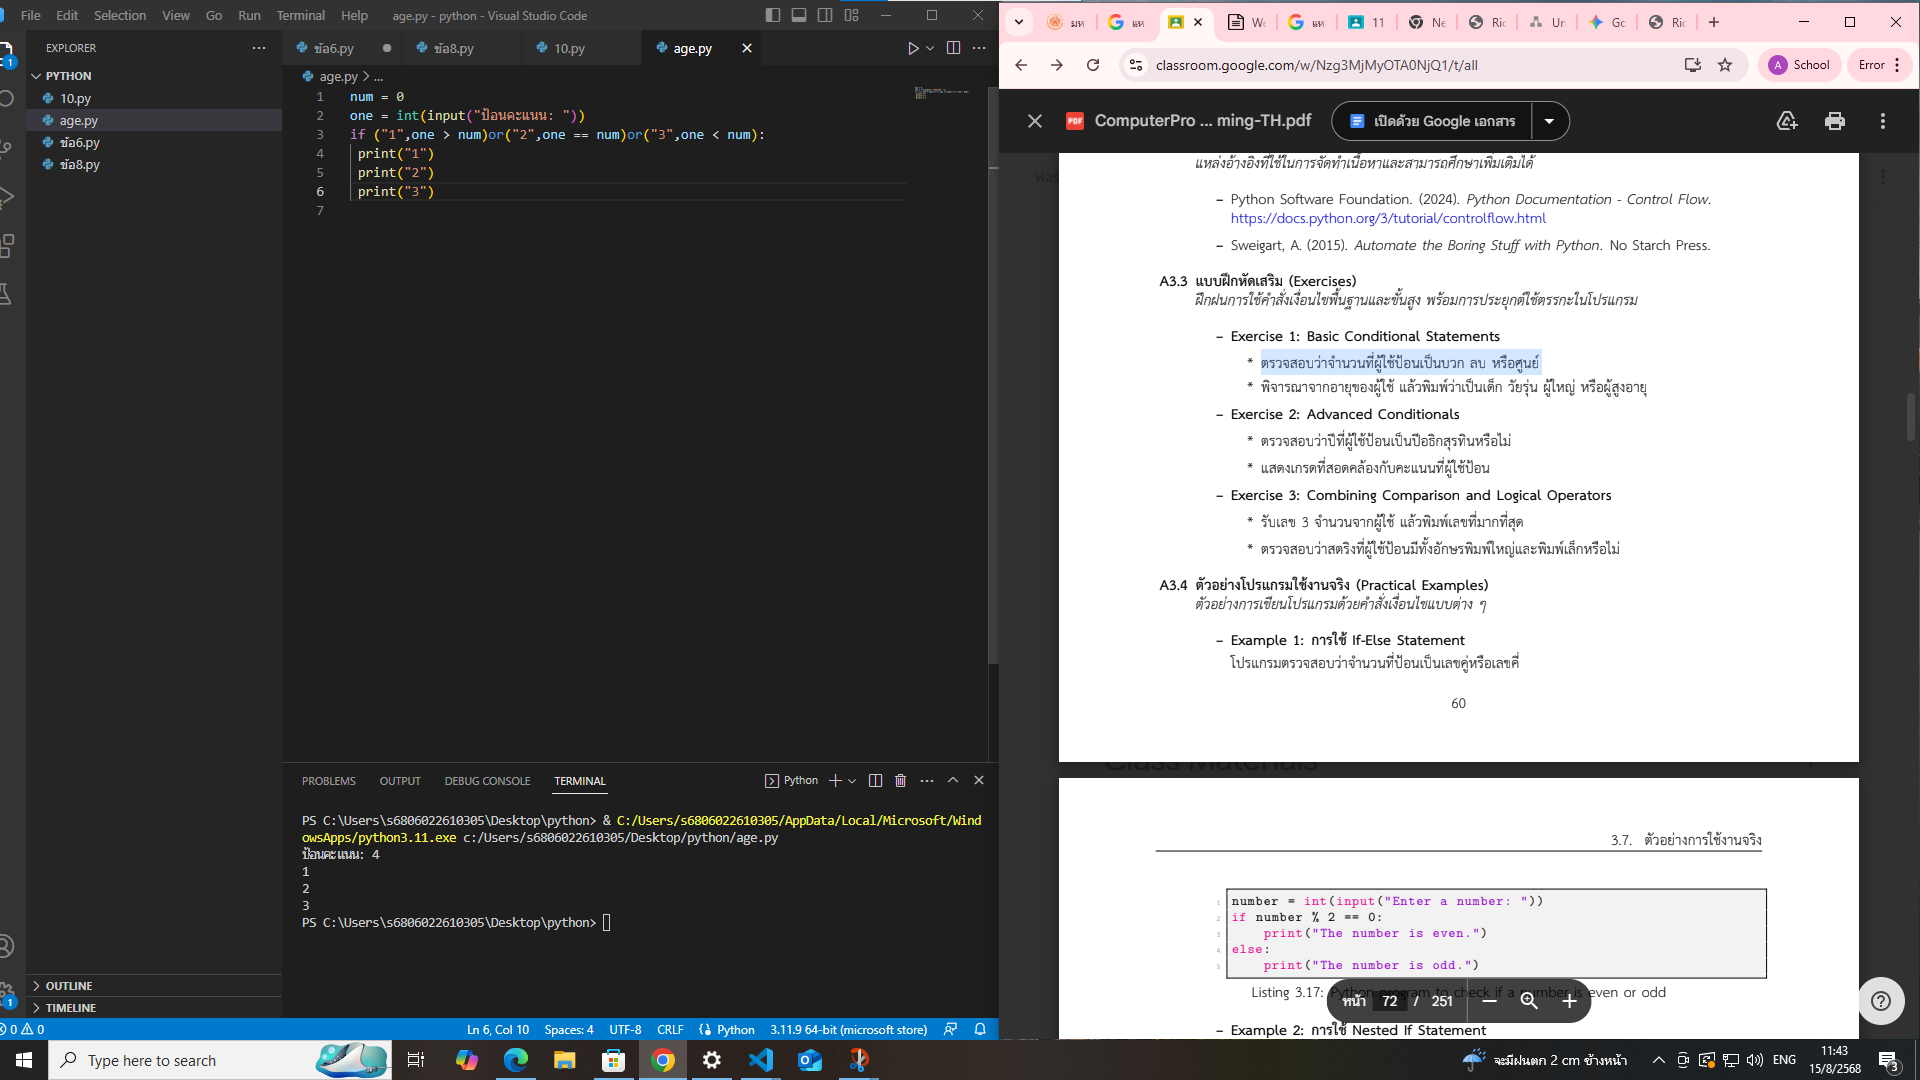 File Edit Selection View Go Run Terminal Help age.py - python - Visual Studio Code
EXPLORER
PYTHON
10.py
age.py
ข้อ6.py
ข้อ8.py
OUTLINE
TIMELINE
ข้อ6.py ข้อ8.py 10.py age.py
age.py > ...
1 num = 0
2 one = int(input("ป้อนคะแนน: "))
3 if ("1",one > num)or("2",one == num)or("3",one < num):
4 print("1")
5 print("2")
6 print("3")
7
PROBLEMS OUTPUT DEBUG CONSOLE TERMINAL Python
PS C:\Users\s6806022610305\Desktop\python> & C:/Users/s6806022610305/AppData/Local/Microsoft/Wind
owsApps/python3.11.exe c:/Users/s6806022610305/Desktop/python/age.py
ป้อนคะแนน: 4
1
2
3
PS C:\Users\s6806022610305\Desktop\python>
0 0 Ln 6, Col 10 Spaces: 4 UTF-8 CRLF Python 3.11.9 64-bit (microsoft store)
มห แห We แห 11 Ne Ric Un Gc Ric
classroom.google.com/w/Nzg3MjMyOTA0NjQ1/t/all A School Error
PDF ComputerPro ... ming-TH.pdf เปิดด้วย Google เอกสาร
แหล่งอ้างอิงที่ใช้ในการจัดทำเนื้อหาและสามารถศึกษาเพิ่มเติมได้
– Python Software Foundation. (2024). Python Documentation - Control Flow.
https://docs.python.org/3/tutorial/controlflow.html
– Sweigart, A. (2015). Automate the Boring Stuff with Python. No Starch Press.
A3.3 แบบฝึกหัดเสริม (Exercises)
ฝึกฝนการใช้คำสั่งเงื่อนไขพื้นฐานและขั้นสูง พร้อมการประยุกต์ใช้ตรรกะในโปรแกรม
– Exercise 1: Basic Conditional Statements
* ตรวจสอบว่าจำนวนที่ผู้ใช้ป้อนเป็นบวก ลบ หรือศูนย์
* พิจารณาจากอายุของผู้ใช้ แล้วพิมพ์ว่าเป็นเด็ก วัยรุ่น ผู้ใหญ่ หรือผู้สูงอายุ
– Exercise 2: Advanced Conditionals
* ตรวจสอบว่าปีที่ผู้ใช้ป้อนเป็นปีอธิกสุรทินหรือไม่
* แสดงเกรดที่สอดคล้องกับคะแนนที่ผู้ใช้ป้อน
– Exercise 3: Combining Comparison and Logical Operators
* รับเลข 3 จำนวนจากผู้ใช้ แล้วพิมพ์เลขที่มากที่สุด
* ตรวจสอบว่าสตริงที่ผู้ใช้ป้อนมีทั้งอักษรพิมพ์ใหญ่และพิมพ์เล็กหรือไม่
A3.4 ตัวอย่างโปรแกรมใช้งานจริง (Practical Examples)
ตัวอย่างการเขียนโปรแกรมด้วยคำสั่งเงื่อนไขแบบต่าง ๆ
– Example 1: การใช้ If-Else Statement
โปรแกรมตรวจสอบว่าจำนวนที่ป้อนเป็นเลขคู่หรือเลขคี่
60
Class Materials
3.7. ตัวอย่างการใช้งานจริง
1 number = int(input("Enter a number: "))
2 if number % 2 == 0:
3 print("The number is even.")
4 else:
5 print("The number is odd.")
Listing 3.17: Python program to check if a number is even or odd
หน้า 72 / 251
– Example 2: การใช้ Nested If Statement
Type here to search
จะมีฝนตก 2 cm ข้างหน้า ENG 11:43
15/8/2568 3